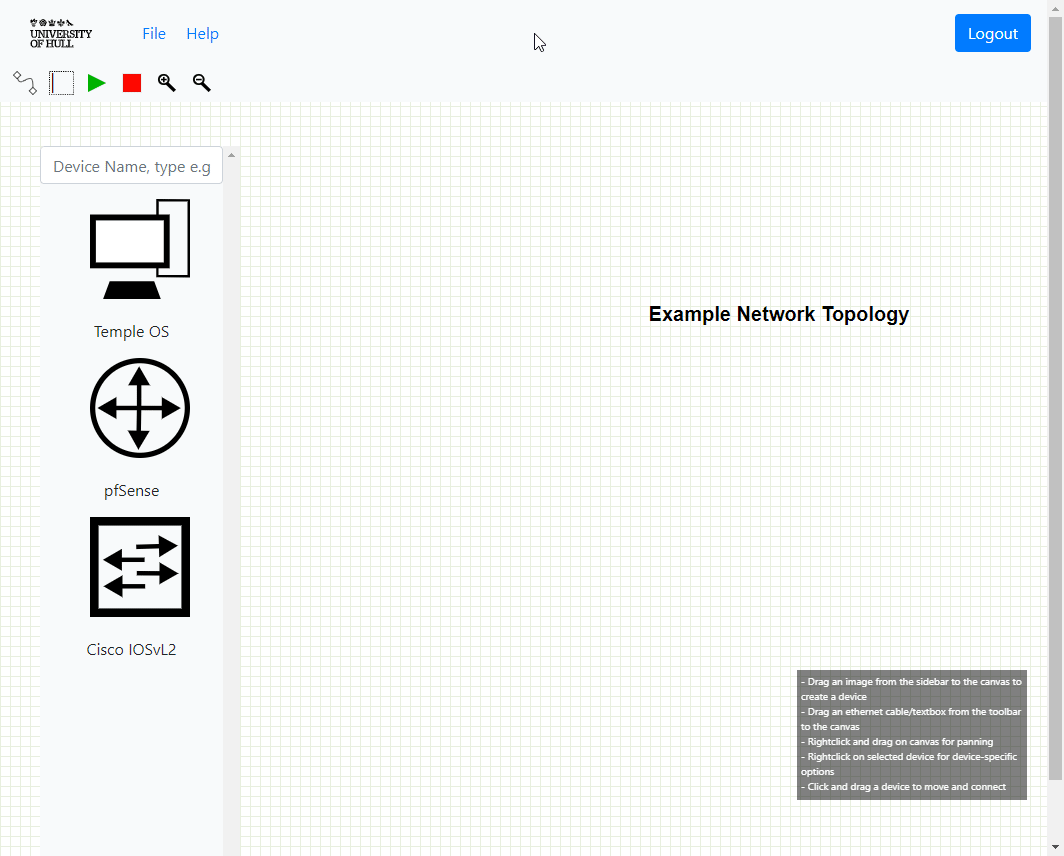 UNIVERSITY
OF HULL
File
Help
Logout
Device Name, type e.g
Temple OS
Example Network Topology
pfSense
Cisco IOSvL2
- Drag an image from the sidebar to the canvas to
create a device
- Drag an ethernet cable/textbox from the toolbar
to the canvas
- Rightclick and drag on canvas for panning
- Rightclick on selected device for device-specific
options
- Click and drag a device to move and connect